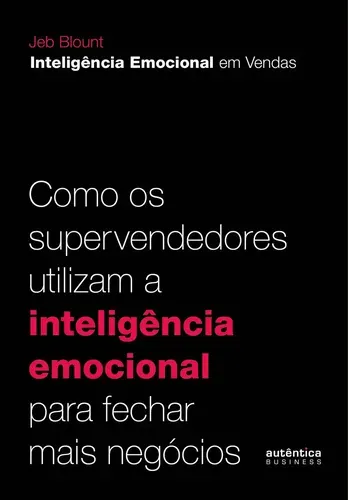 Jeb Blount
Inteligência Emocional em Vendas
Como os
supervendedores
utilizam a
inteligência
emocional
para fechar
mais negócios
autêntica
BUSINESS